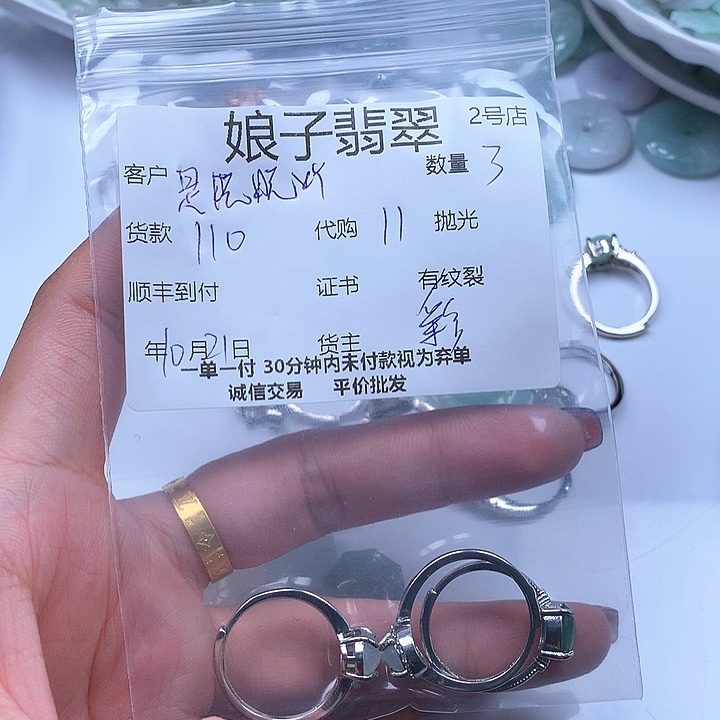 娘子翡翠 2号店
客户 数量 3
货款 110 代购 11 抛光
顺丰到付 证书 有纹裂
年10月21日 货主
一单一付 30分钟内未付款视为弃单
诚信交易 平价批发